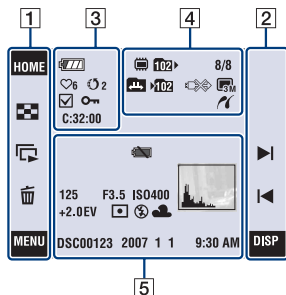 1 3 4 2
HOME
102 8/8
6 2
102 3M
C:32:00
125 F3.5 ISO400
+2.0EV
MENU DSC00123 2007 1 1 9:30 AM DISP
5